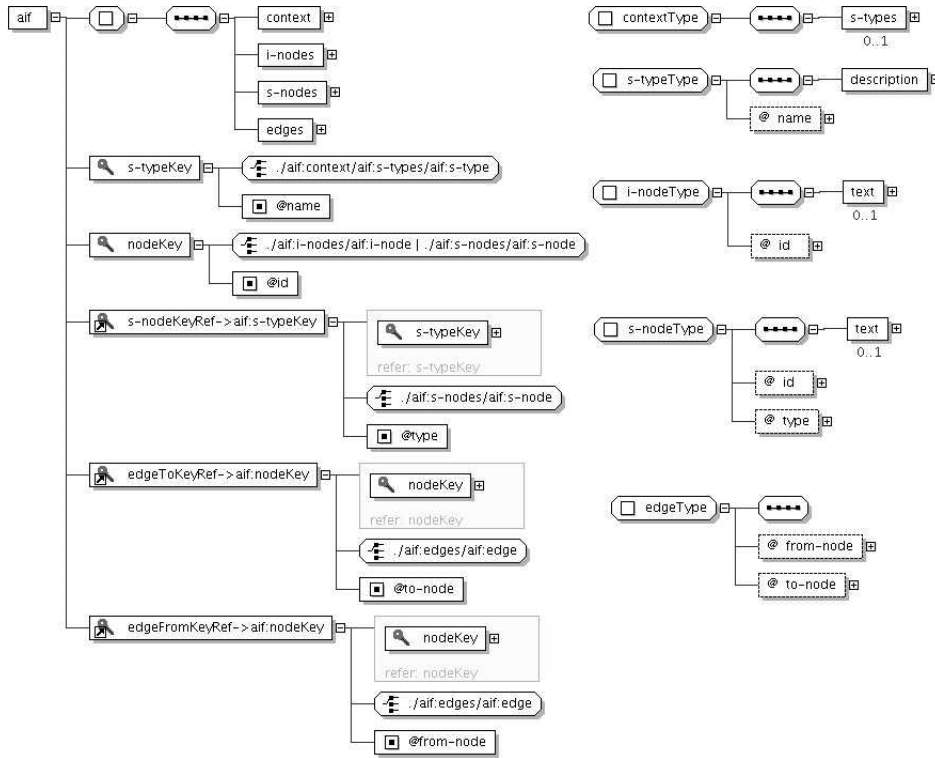 aif
context
i-nodes
s-nodes
edges
s-typeKey
./aif:context/aif:s-types/aif:s-type
@name
nodeKey
./aif:i-nodes/aif:i-node | ./aif:s-nodes/aif:s-node
@id
s-nodeKeyRef->aif:s-typeKey
s-typeKey
refer: s-typeKey
./aif:s-nodes/aif:s-node
@type
edgeToKeyRef->aif:nodeKey
nodeKey
refer: nodeKey
./aif:edges/aif:edge
@to-node
edgeFromKeyRef->aif:nodeKey
nodeKey
refer: nodeKey
./aif:edges/aif:edge
@from-node
contextType
s-types
0..1
s-typeType
description
@ name
i-nodeType
text
0..1
@ id
s-nodeType
text
0..1
@ id
@ type
edgeType
@ from-node
@ to-node